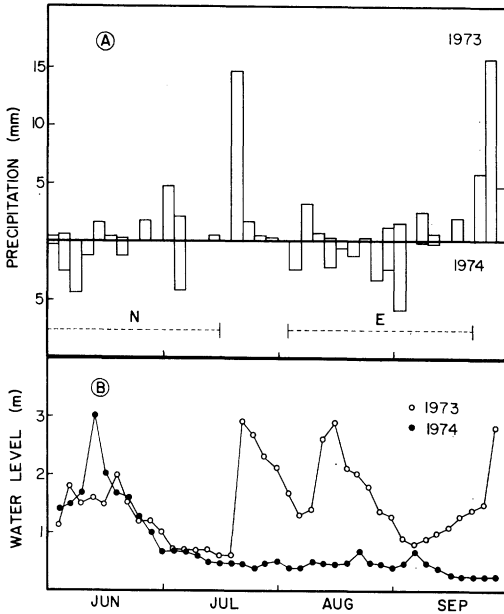 A
1973
15
10
5
PRECIPITATION (mm)
1974
5
N
E
B
1973
1974
3
2
1
WATER LEVEL (m)
JUN
JUL
AUG
SEP